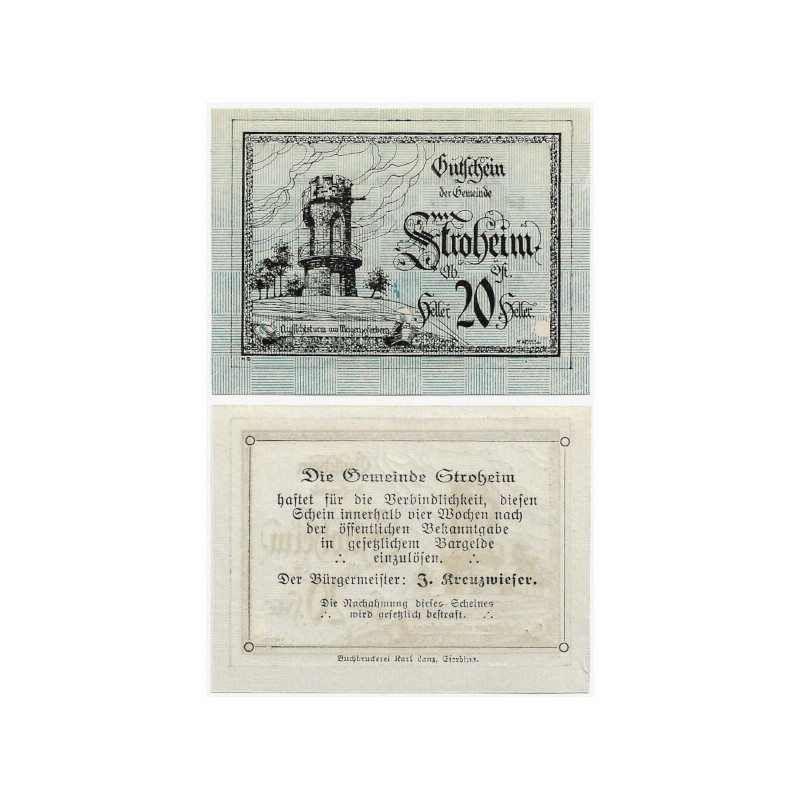 Gutschein
der Gemeinde
Stroheim
Ob. Öst.
Heller 20 Heller.
Aussichtsturm am Mayerhoferberg
Die Gemeinde Stroheim
haftet für die Verbindlichkeit, diesen
Schein innerhalb vier Wochen nach
der öffentlichen Bekanntgabe
in gesetzlichem Bargelde
∴ einzulösen. ∴
Der Bürgermeister: J. Kreuzwieser.
Die Nachahmung dieses Scheines
∴ wird gesetzlich bestraft. ∴
Buchdruckerei Karl Lanz, Eferding.